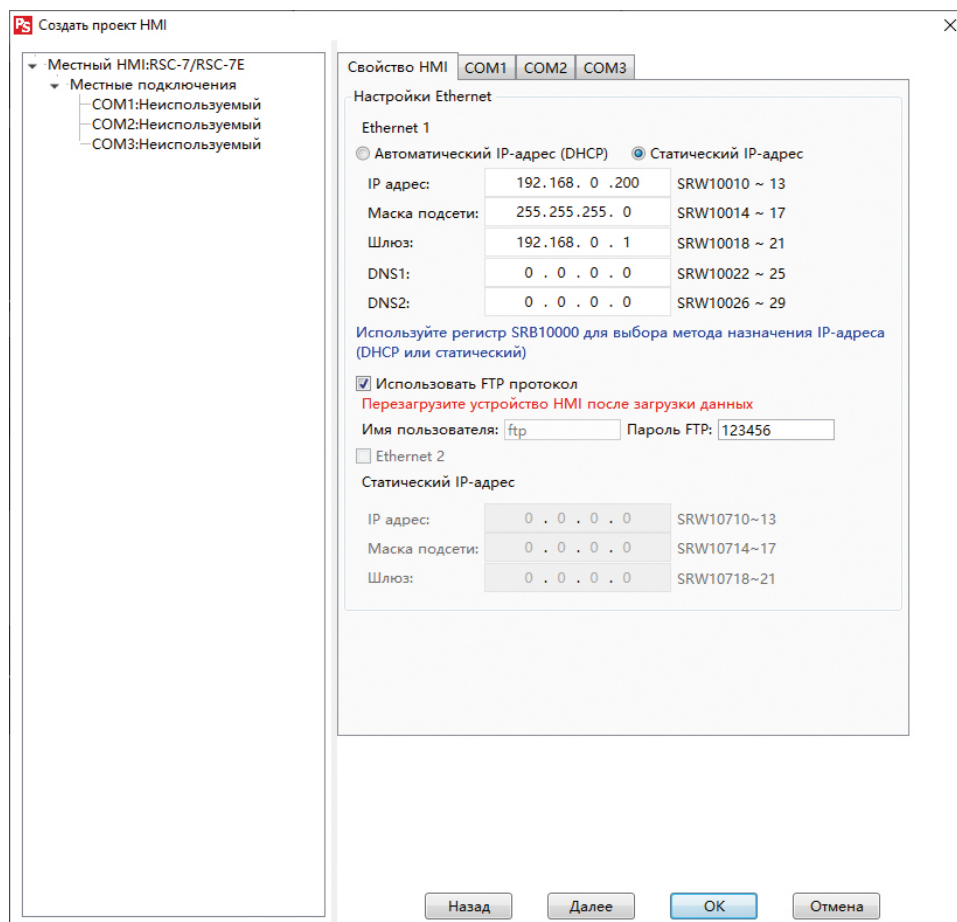 PS Создать проект HMI
Местный HMI:RSC-7/RSC-7E
Местные подключения
COM1:Неиспользуемый
COM2:Неиспользуемый
COM3:Неиспользуемый
Свойство HMI COM1 COM2 COM3
Настройки Ethernet
Ethernet 1
Автоматический IP-адрес (DHCP) Статический IP-адрес
IP адрес: 192.168. 0 .200 SRW10010 ~ 13
Маска подсети: 255.255.255. 0 SRW10014 ~ 17
Шлюз: 192.168. 0 . 1 SRW10018 ~ 21
DNS1: 0 . 0 . 0 . 0 SRW10022 ~ 25
DNS2: 0 . 0 . 0 . 0 SRW10026 ~ 29
Используйте регистр SRB10000 для выбора метода назначения IP-адреса
(DHCP или статический)
Использовать FTP протокол
Перезагрузите устройство HMI после загрузки данных
Имя пользователя: ftp Пароль FTP: 123456
Ethernet 2
Статический IP-адрес
IP адрес: 0 . 0 . 0 . 0 SRW10710~13
Маска подсети: 0 . 0 . 0 . 0 SRW10714~17
Шлюз: 0 . 0 . 0 . 0 SRW10718~21
Назад Далее OK Отмена